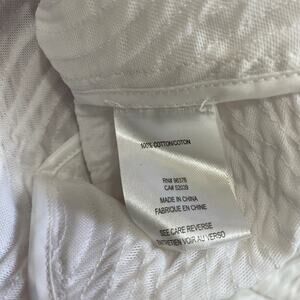 100% COTTON/COTON
RN# 96378
CA# 52039
MADE IN CHINA
FABRIQUE EN CHINE
SEE CARE REVERSE
ENTRETIEN VOIR AU VERSO